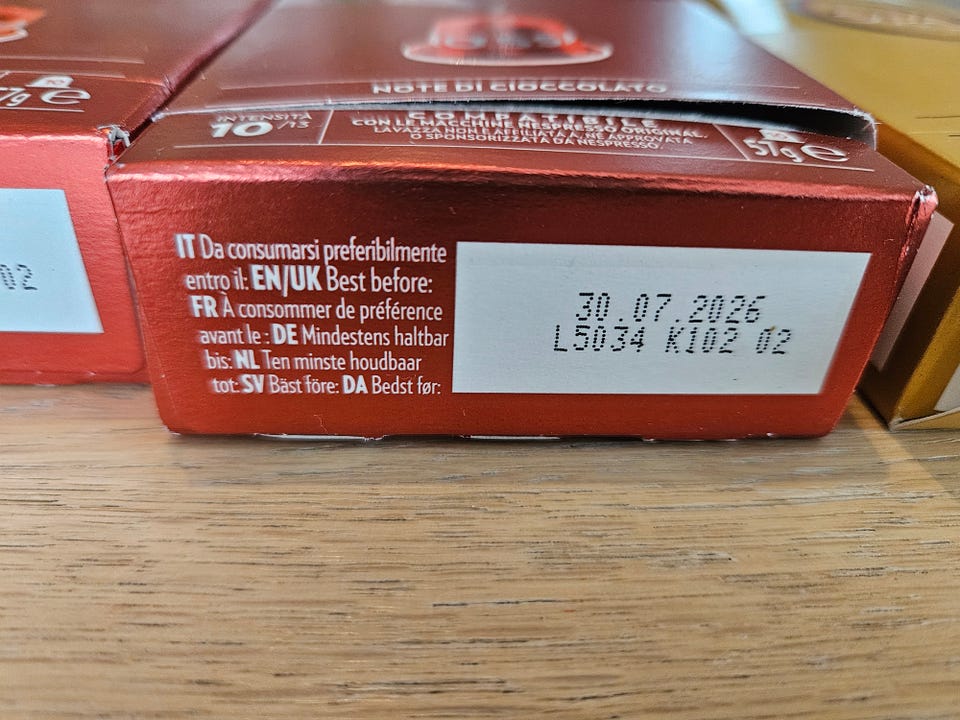 NOTE DI CIOCCOLATO
57g e
INTENSITÀ
10/13
COMPATIBILE
CON LE MACCHINE NESPRESSO ORIGINAL.
LAVAZZA NON È AFFILIATA A, NÉ APPROVATA
O SPONSORIZZATA DA NESPRESSO.
57g e
IT Da consumarsi preferibilmente
entro il: EN/UK Best before:
FR À consommer de préférence
avant le : DE Mindestens haltbar
bis: NL Ten minste houdbaar
tot: SV Bäst före: DA Bedst før:
30.07.2026
L5034 K102 02
02